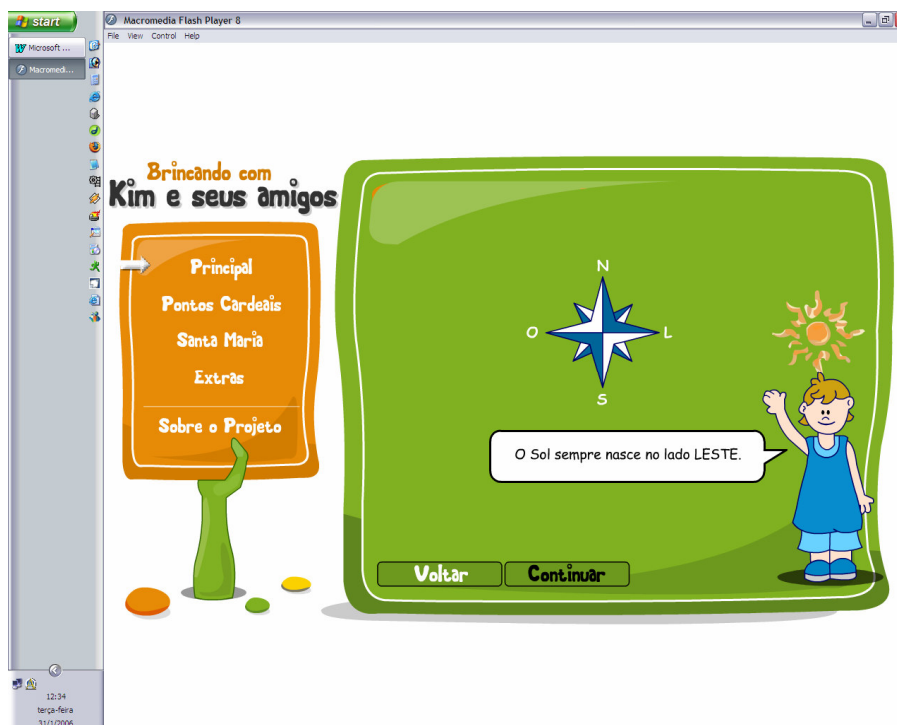 start
Microsoft ...
Macromedi...
12:34
terça-feira
31/1/2006
Macromedia Flash Player 8
File View Control Help
Brincando com
Kim e seus amigos
Principal
Pontos Cardeais
Santa Maria
Extras
Sobre o Projeto
N
O
L
S
O Sol sempre nasce no lado LESTE.
Voltar
Continuar